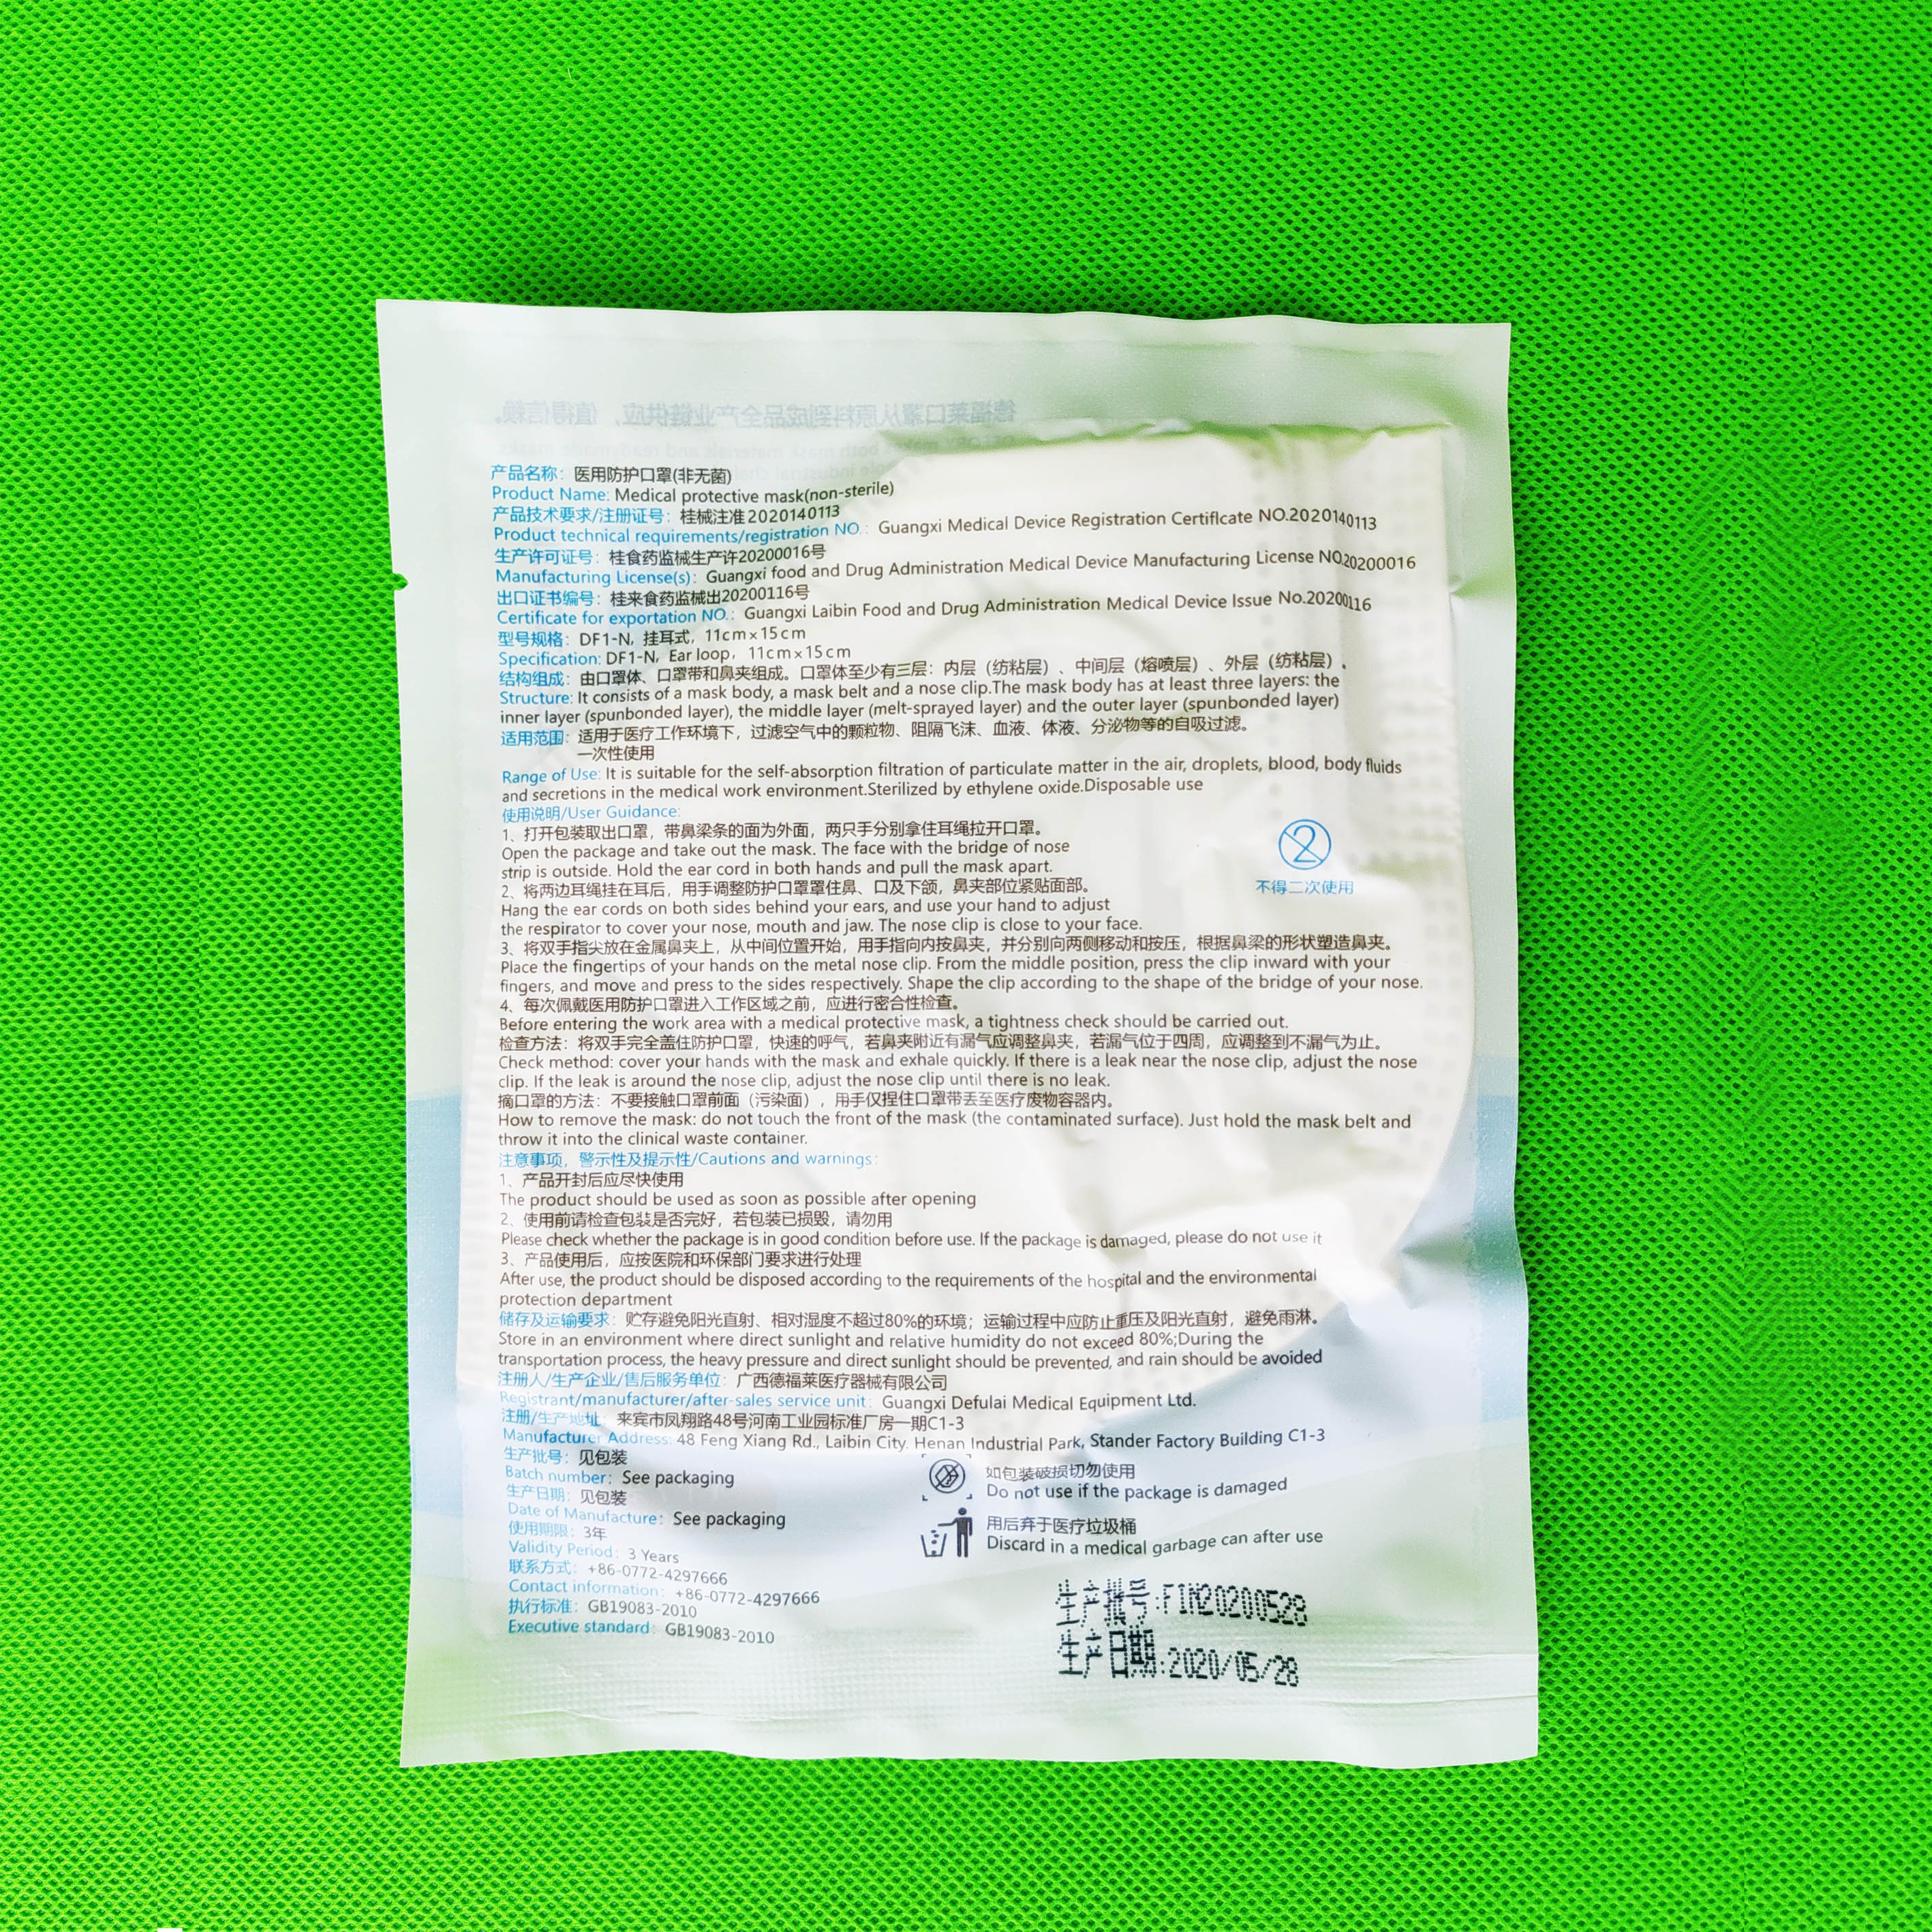 德福莱口罩从原料到成品全产业链供应，值得信赖。
产品名称：医用防护口罩(非无菌)
Product Name: Medical protective mask(non-sterile)
产品技术要求/注册证号：桂械注准2020140113
Product technical requirements/registration NO.: Guangxi Medical Device Registration Certiflcate NO.2020140113
生产许可证号：桂食药监械生产许20200016号
Manufacturing License(s): Guangxi food and Drug Administration Medical Device Manufacturing License NO.20200016
出口证书编号：桂来食药监械出20200116号
Certificate for exportation NO.: Guangxi Laibin Food and Drug Administration Medical Device Issue No.20200116
型号规格：DF1-N, 挂耳式, 11cm×15cm
Specification: DF1-N, Ear loop, 11cm×15cm
结构组成：由口罩体、口罩带和鼻夹组成。口罩体至少有三层：内层（纺粘层）、中间层（熔喷层）、外层（纺粘层）。
Structure: It consists of a mask body, a mask belt and a nose clip.The mask body has at least three layers: the
inner layer (spunbonded layer), the middle layer (melt-sprayed layer) and the outer layer (spunbonded layer)
适用范围：适用于医疗工作环境下，过滤空气中的颗粒物、阻隔飞沫、血液、体液、分泌物等的自吸过滤。
一次性使用
Range of Use: It is suitable for the self-absorption filtration of particulate matter in the air, droplets, blood, body fluids
and secretions in the medical work environment.Sterilized by ethylene oxide.Disposable use
使用说明/User Guidance:
1、打开包装取出口罩，带鼻梁条的面为外面，两只手分别拿住耳绳拉开口罩。
Open the package and take out the mask. The face with the bridge of nose
strip is outside. Hold the ear cord in both hands and pull the mask apart.
2、将两边耳绳挂在耳后，用手调整防护口罩罩住鼻、口及下颌，鼻夹部位紧贴面部。
Hang the ear cords on both sides behind your ears, and use your hand to adjust
the respirator to cover your nose, mouth and jaw. The nose clip is close to your face.
2
不得二次使用
3、将双手指尖放在金属鼻夹上，从中间位置开始，用手指向内按鼻夹，并分别向两侧移动和按压，根据鼻梁的形状塑造鼻夹。
Place the fingertips of your hands on the metal nose clip. From the middle position, press the clip inward with your
fingers, and move and press to the sides respectively. Shape the clip according to the shape of the bridge of your nose.
4、每次佩戴医用防护口罩进入工作区域之前，应进行密合性检查。
Before entering the work area with a medical protective mask, a tightness check should be carried out.
检查方法：将双手完全盖住防护口罩，快速的呼气，若鼻夹附近有漏气应调整鼻夹，若漏气位于四周，应调整到不漏气为止。
Check method: cover your hands with the mask and exhale quickly. If there is a leak near the nose clip, adjust the nose
clip. If the leak is around the nose clip, adjust the nose clip until there is no leak.
摘口罩的方法：不要接触口罩前面（污染面），用手仅捏住口罩带丢至医疗废物容器内。
How to remove the mask: do not touch the front of the mask (the contaminated surface). Just hold the mask belt and
throw it into the clinical waste container.
注意事项，警示性及提示性/Cautions and warnings:
1、产品开封后应尽快使用
The product should be used as soon as possible after opening
2、使用前请检查包装是否完好，若包装已损毁，请勿用
Please check whether the package is in good condition before use. If the package is damaged, please do not use it
3、产品使用后，应按医院和环保部门要求进行处理
After use, the product should be disposed according to the requirements of the hospital and the environmental
protection department
储存及运输要求：贮存避免阳光直射、相对湿度不超过80%的环境；运输过程中应防止重压及阳光直射，避免雨淋。
Store in an environment where direct sunlight and relative humidity do not exceed 80%;During the
transportation process, the heavy pressure and direct sunlight should be prevented, and rain should be avoided
注册人/生产企业/售后服务单位：广西德福莱医疗器械有限公司
Registrant/manufacturer/after-sales service unit: Guangxi Defulai Medical Equipment Ltd.
注册/生产地址：来宾市凤翔路48号河南工业园标准厂房一期C1-3
Manufacturer Address: 48 Feng Xiang Rd., Laibin City. Henan Industrial Park, Stander Factory Building C1-3
生产批号：见包装
Batch number: See packaging
生产日期：见包装
Date of Manufacture: See packaging
使用期限：3年
Validity Period: 3 Years
联系方式：+86-0772-4297666
Contact information: +86-0772-4297666
执行标准：GB19083-2010
Executive standard: GB19083-2010
如包装破损切勿使用
Do not use if the package is damaged
用后弃于医疗垃圾桶
Discard in a medical garbage can after use
生产批号:F1N20200528
生产日期:2020/05/28